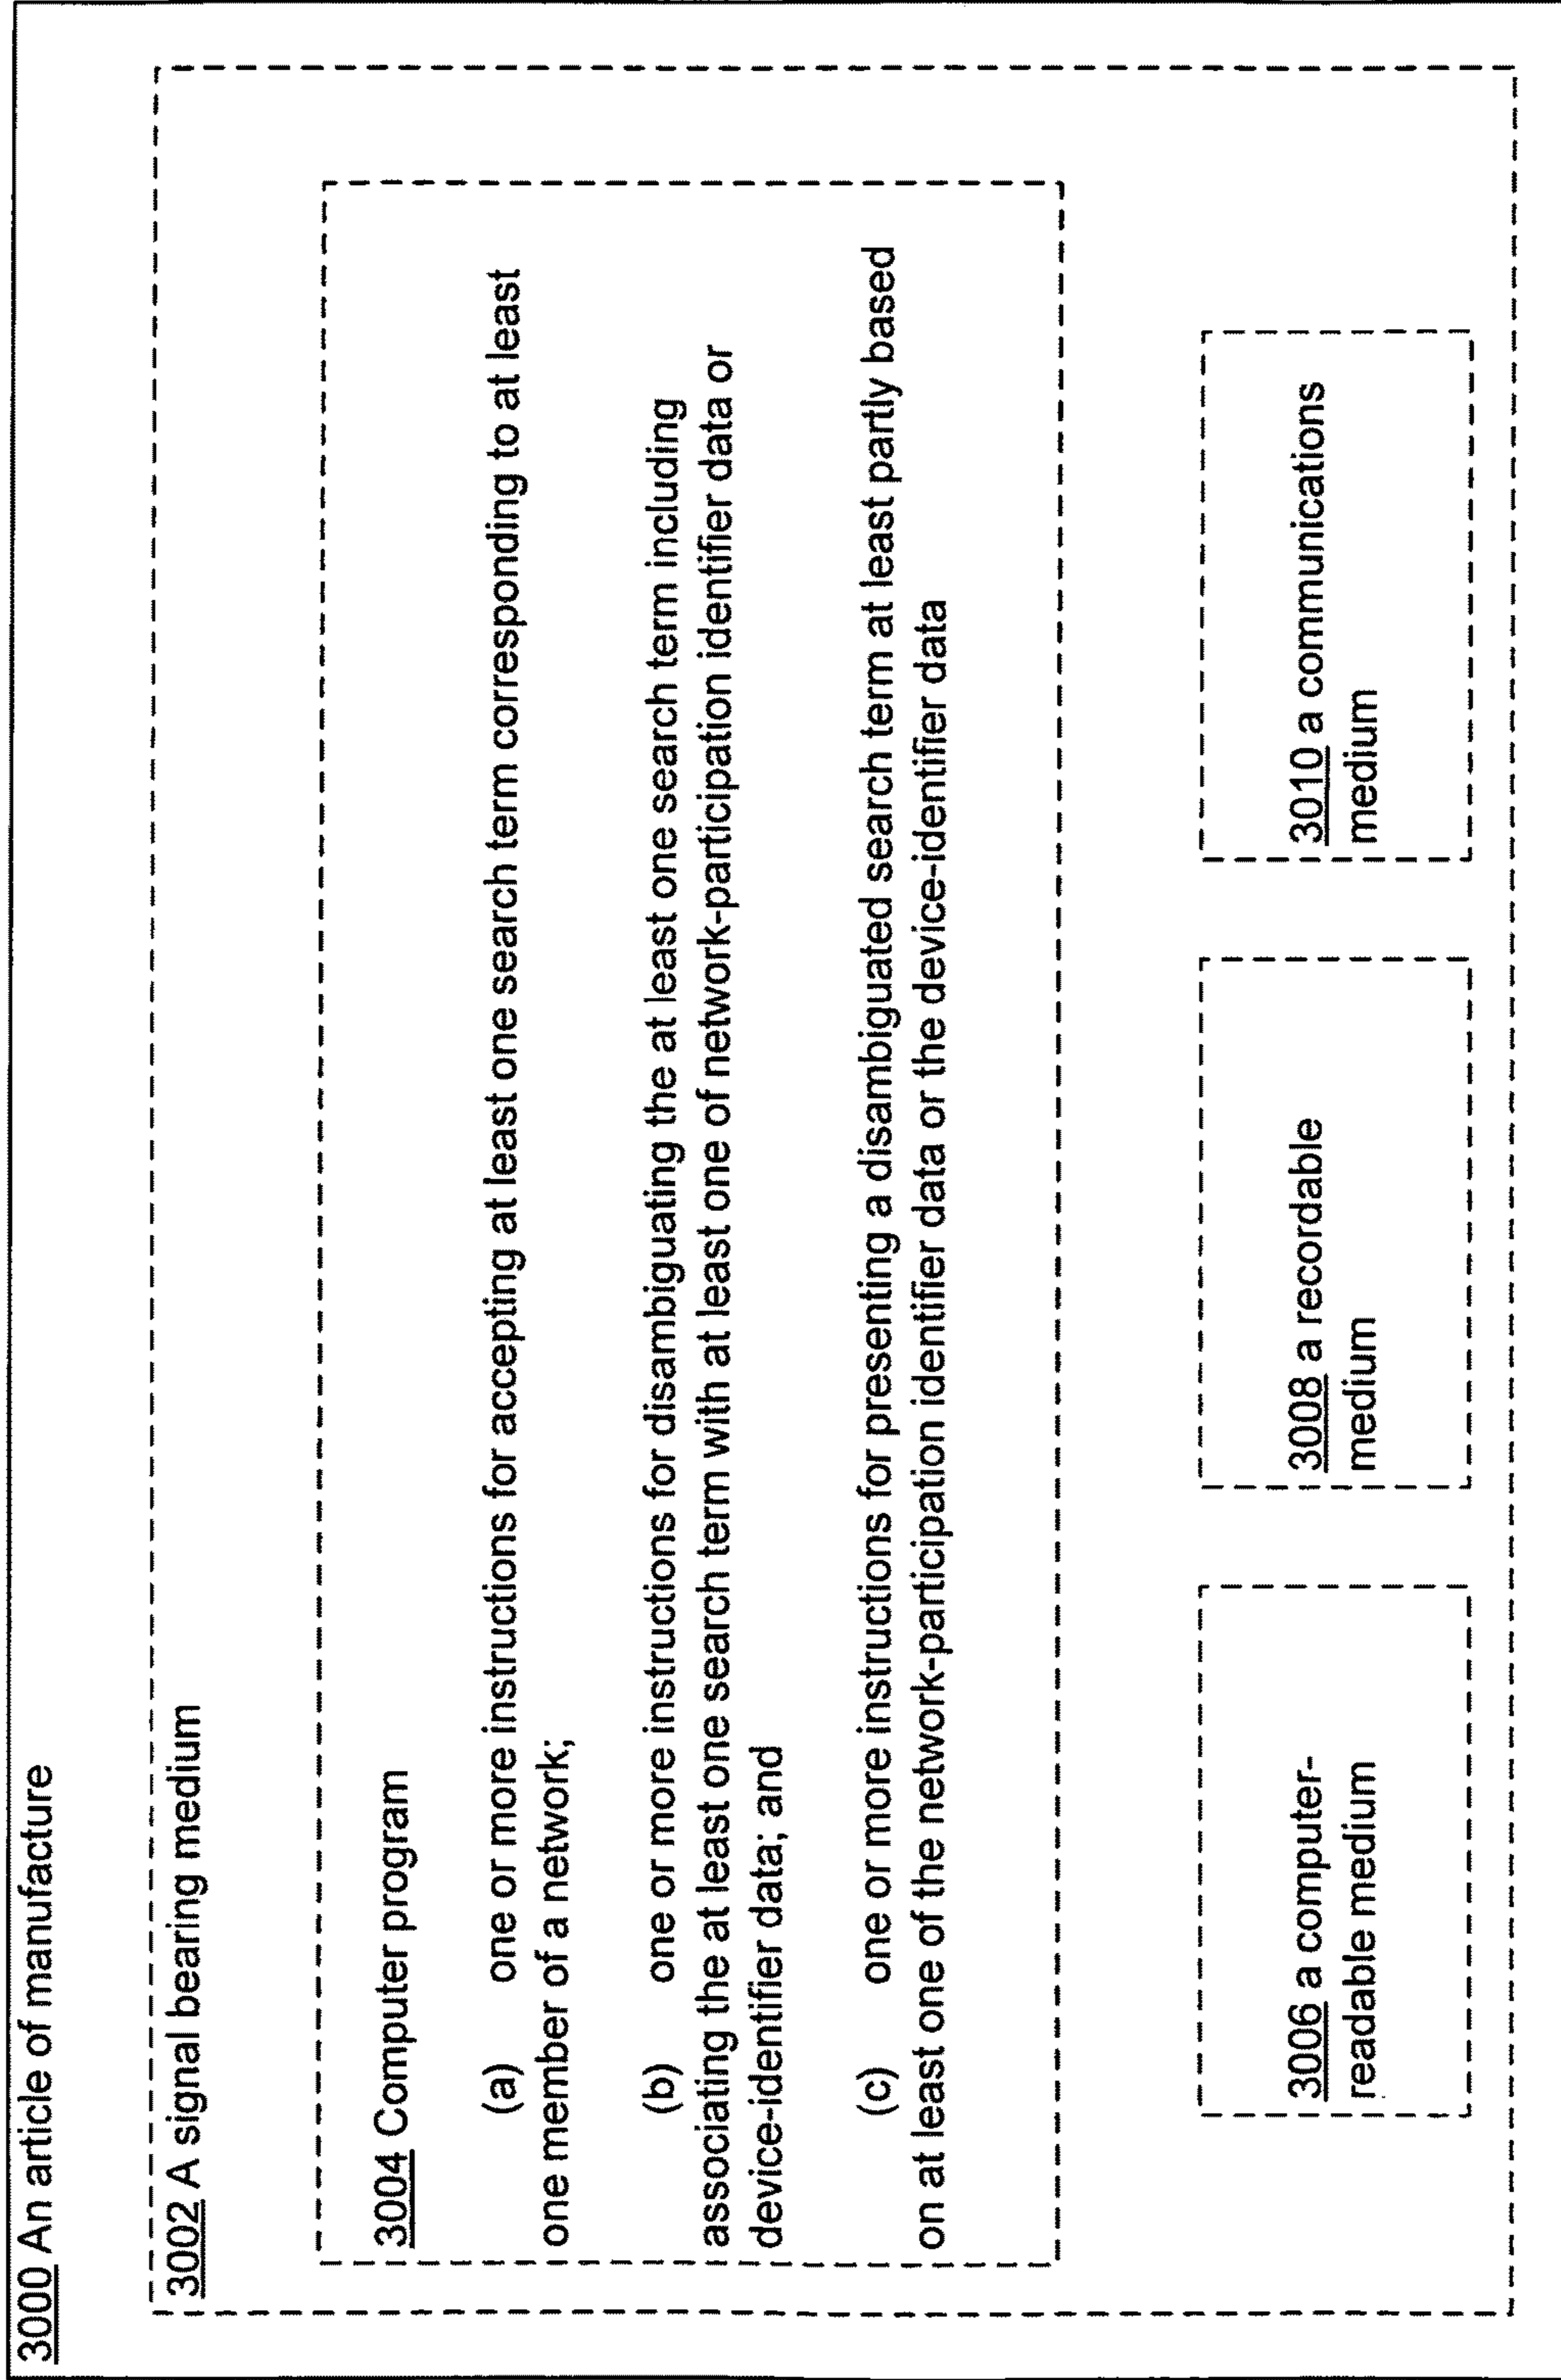 3000 An article of manufacture
3002 A signal bearing medium
3004 Computer program
(a) one or more instructions for accepting at least one search term corresponding to at least
one member of a network;
(b) one or more instructions for disambiguating the at least one search term including
associating the at least one search term with at least one of network-participation identifier data or
device-identifier data; and
(c) one or more instructions for presenting a disambiguated search term at least partly based
on at least one of the network-participation identifier data or the device-identifier data
3006 a computer-
readable medium
3008 a recordable
medium
3010 a communications
medium